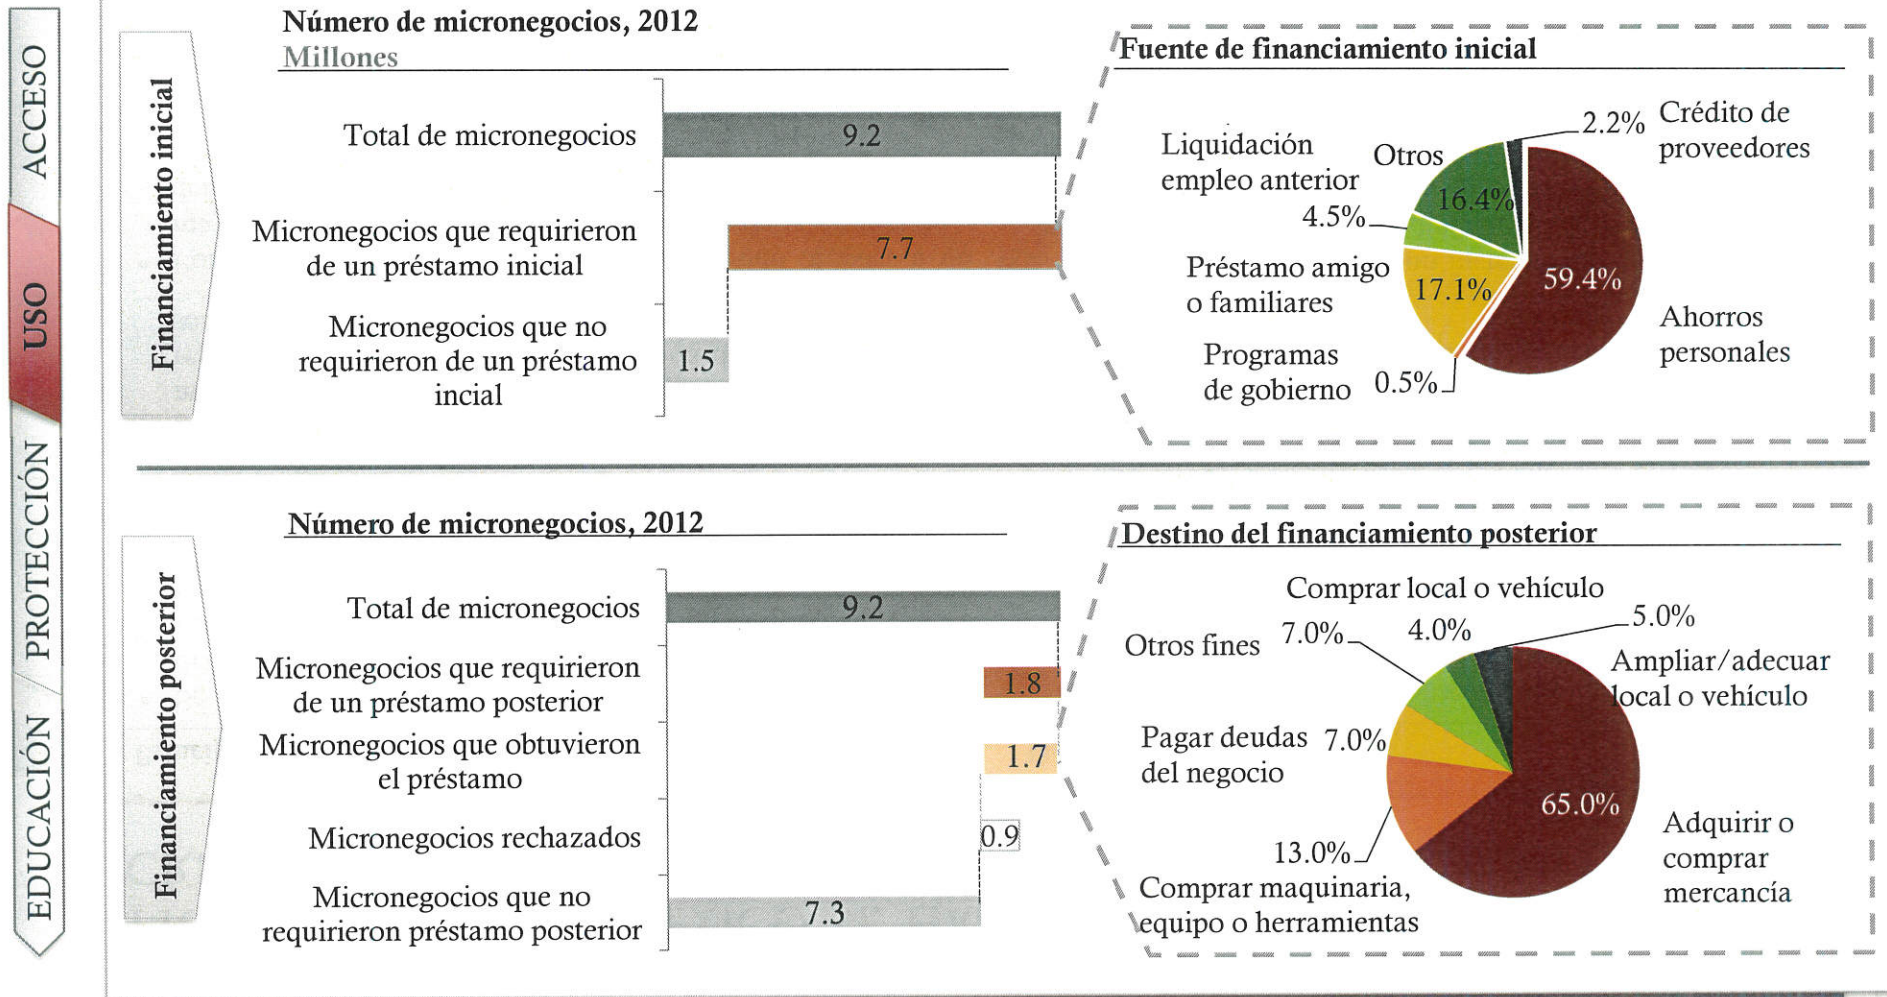 ACCESO
USO
PROTECCIÓN
EDUCACIÓN
Financiamiento inicial
Número de micronegocios, 2012
Millones
Total de micronegocios
9.2
Micronegocios que requirieron
de un préstamo inicial
7.7
Micronegocios que no
requirieron de un préstamo
incial
1.5
Fuente de financiamiento inicial
2.2%
Crédito de
proveedores
Liquidación
empleo anterior
4.5%
Otros
16.4%
Préstamo amigo
o familiares
17.1%
59.4%
Ahorros
personales
Programas
de gobierno
0.5%
Financiamiento posterior
Número de micronegocios, 2012
Total de micronegocios
9.2
Micronegocios que requirieron
de un préstamo posterior
1.8
Micronegocios que obtuvieron
el préstamo
1.7
Micronegocios rechazados
0.9
Micronegocios que no
requirieron préstamo posterior
7.3
Destino del financiamiento posterior
Comprar local o vehículo
4.0%
5.0%
Ampliar/adecuar
local o vehículo
Otros fines
7.0%
Pagar deudas
del negocio
7.0%
65.0%
Adquirir o
comprar
mercancía
13.0%
Comprar maquinaria,
equipo o herramientas